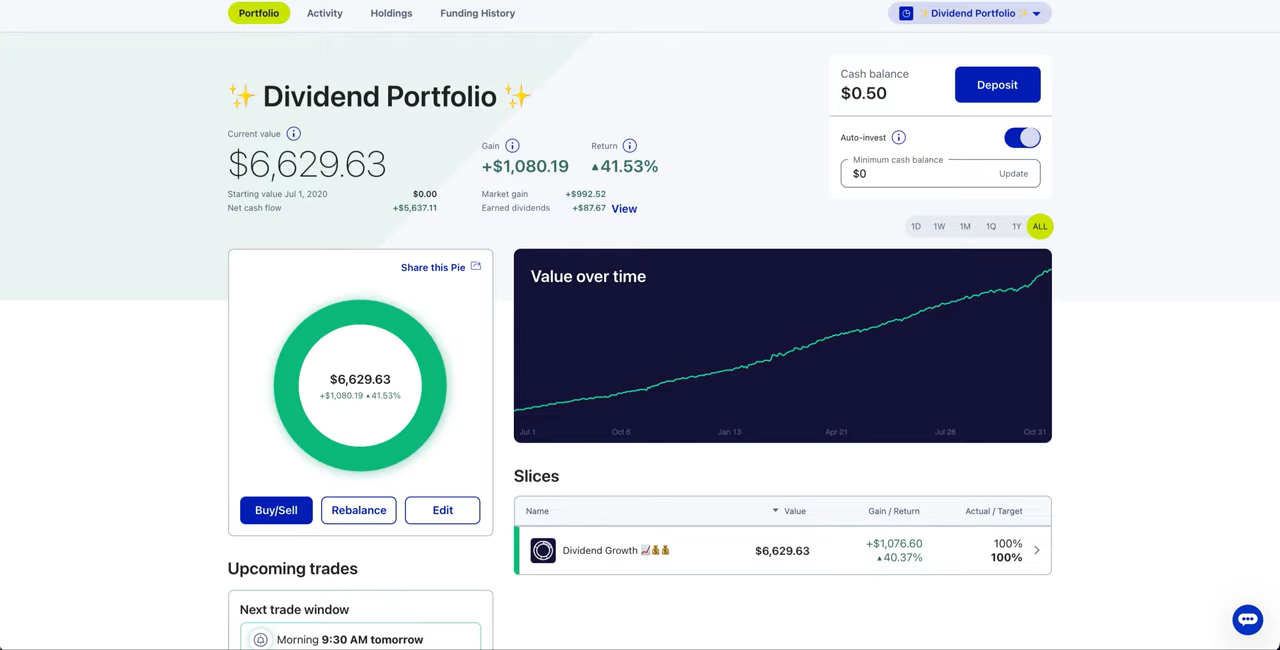 Portfolio Activity Holdings Funding History ✨ Dividend Portfolio ✨
✨ Dividend Portfolio ✨
Cash balance
$0.50
Deposit
Auto-invest
Minimum cash balance
$0 Update
Current value
$6,629.63
Starting value Jul 1, 2020 $0.00
Net cash flow +$5,637.11
Gain
+$1,080.19
Return
▲41.53%
Market gain +$992.52
Earned dividends +$87.67 View
1D 1W 1M 1Q 1Y ALL
Share this Pie
$6,629.63
+$1,080.19 ▲41.53%
Buy/Sell Rebalance Edit
Value over time
Jul 1 Oct 6 Jan 13 Apr 21 Jul 28 Oct 31
Slices
Name ▼ Value Gain / Return Actual / Target
Dividend Growth 📈💰💰 $6,629.63 +$1,076.60 100%
▲40.37% 100%
Upcoming trades
Next trade window
Morning 9:30 AM tomorrow